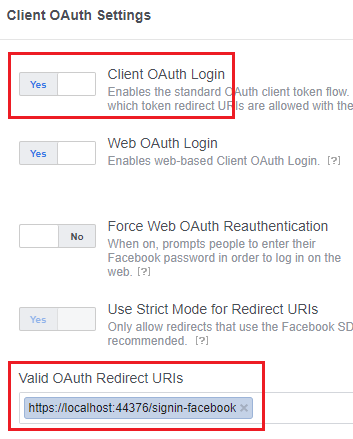 Client OAuth Settings
Yes
Client OAuth Login
Enables the standard OAuth client token flow.
which token redirect URIs are allowed with the
Yes
Web OAuth Login
Enables web-based Client OAuth Login. [?]
No
Force Web OAuth Reauthentication
When on, prompts people to enter their
Facebook password in order to log in on the
web. [?]
Yes
Use Strict Mode for Redirect URIs
Only allow redirects that use the Facebook SD
recommended. [?]
Valid OAuth Redirect URIs
https://localhost:44376/signin-facebook ×